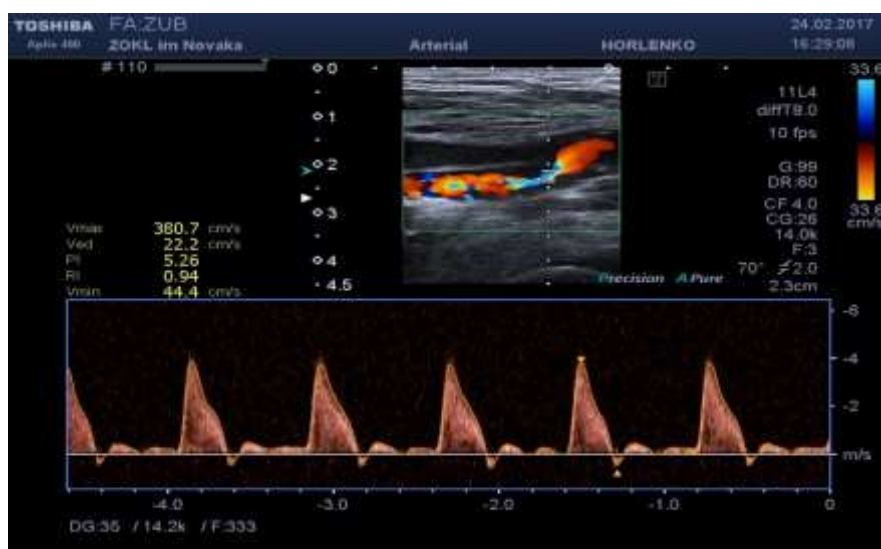 TOSHIBA FA:ZUB 24.02.2017
Aplio 400 ZOKL im Novaka Arterial HORLENKO 16:29:08
#110
0
1
2
3
4
4.5
33.6
11L4
diffT8.0
10 fps
G:99
DR:60
CF 4.0
CG:26
14.0k
F:3
70° 2.0
2.3cm
33.6
cm/s
Precision APure
Vmax 380.7 cm/s
Ved 22.2 cm/s
PI 5.26
RI 0.94
Vmin 44.4 cm/s
-6
-4
-2
m/s
-4.0 -3.0 -2.0 -1.0 0
DG:35 / 14.2k / F:333